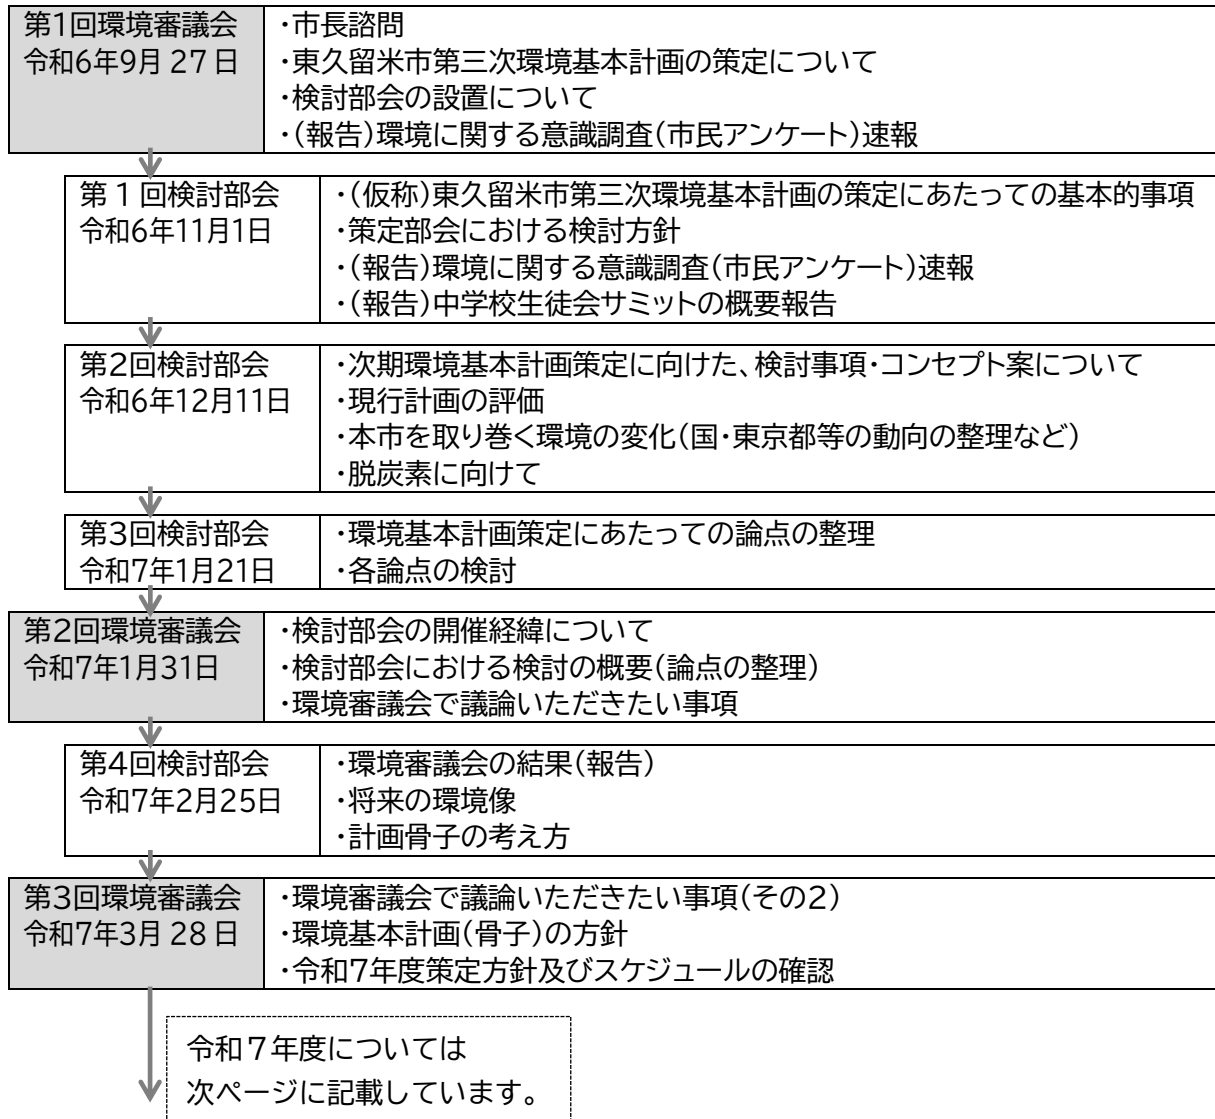 第1回環境審議会
令和6年9月 27 日
・市長諮問
・東久留米市第三次環境基本計画の策定について
・検討部会の設置について
・(報告)環境に関する意識調査(市民アンケート)速報
第 1 回検討部会
令和6年11月1日
・(仮称)東久留米市第三次環境基本計画の策定にあたっての基本的事項
・策定部会における検討方針
・(報告)環境に関する意識調査(市民アンケート)速報
・(報告)中学校生徒会サミットの概要報告
第2回検討部会
令和6年12月11日
・次期環境基本計画策定に向けた、検討事項・コンセプト案について
・現行計画の評価
・本市を取り巻く環境の変化(国・東京都等の動向の整理など)
・脱炭素に向けて
第3回検討部会
令和7年1月21日
・環境基本計画策定にあたっての論点の整理
・各論点の検討
第2回環境審議会
令和7年1月31日
・検討部会の開催経緯について
・検討部会における検討の概要(論点の整理)
・環境審議会で議論いただきたい事項
第4回検討部会
令和7年2月25日
・環境審議会の結果(報告)
・将来の環境像
・計画骨子の考え方
第3回環境審議会
令和7年3月 28 日
・環境審議会で議論いただきたい事項(その2)
・環境基本計画(骨子)の方針
・令和7年度策定方針及びスケジュールの確認
令和7年度については
次ページに記載しています。